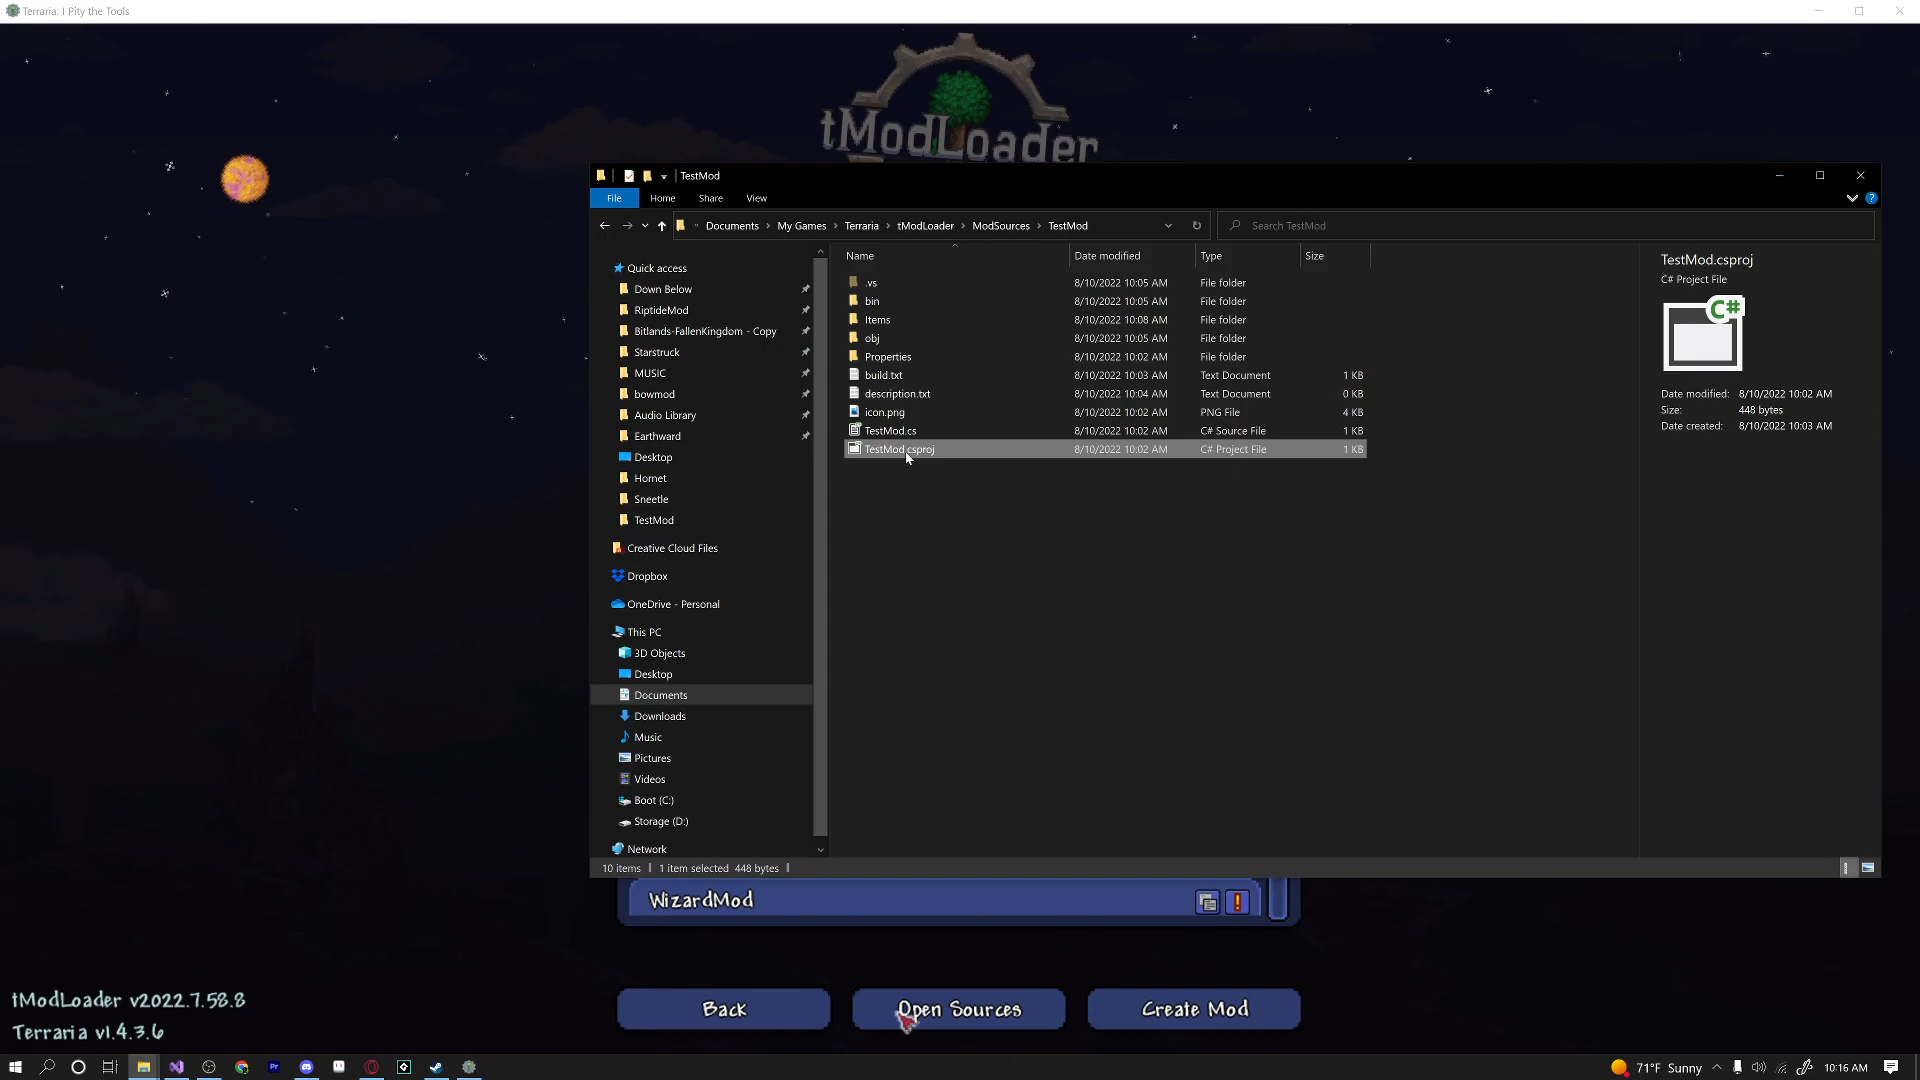 Terraria: I Pity the Tools
tModLoader
TestMod
File Home Share View
Documents My Games Terraria tModLoader ModSources TestMod
Search TestMod
Name Date modified Type Size
.vs 8/10/2022 10:05 AM File folder
bin 8/10/2022 10:05 AM File folder
Items 8/10/2022 10:08 AM File folder
obj 8/10/2022 10:05 AM File folder
Properties 8/10/2022 10:02 AM File folder
build.txt 8/10/2022 10:03 AM Text Document 1 KB
description.txt 8/10/2022 10:04 AM Text Document 0 KB
icon.png 8/10/2022 10:02 AM PNG File 4 KB
TestMod.cs 8/10/2022 10:02 AM C# Source File 1 KB
TestMod.csproj 8/10/2022 10:02 AM C# Project File 1 KB
Quick access
Down Below
RiptideMod
Bitlands-FallenKingdom - Copy
Starstruck
MUSIC
bowmod
Audio Library
Earthward
Desktop
Hornet
Sneetle
TestMod
Creative Cloud Files
Dropbox
OneDrive - Personal
This PC
3D Objects
Desktop
Documents
Downloads
Music
Pictures
Videos
Boot (C:)
Storage (D:)
Network
TestMod.csproj
C# Project File
C#
Date modified: 8/10/2022 10:02 AM
Size: 448 bytes
Date created: 8/10/2022 10:03 AM
10 items 1 item selected 448 bytes
WizardMod
Back Open Sources Create Mod
tModLoader v2022.7.58.8
Terraria v1.4.3.6
Pr
71°F Sunny 10:16 AM